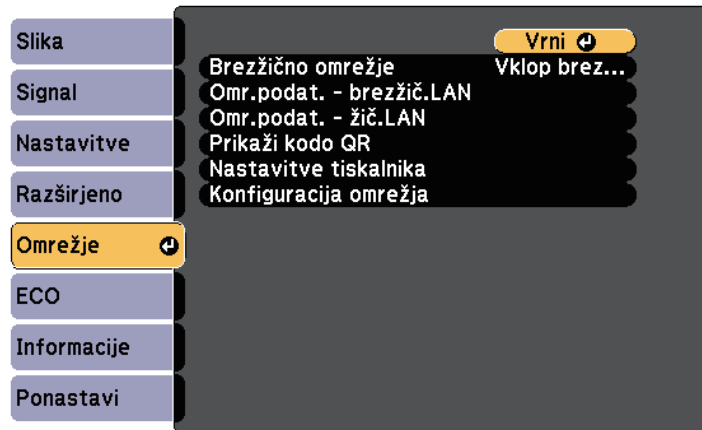 Slika
Signal
Nastavitve
Razširjeno
Omrežje
ECO
Informacije
Ponastavi
Vrni
Brezžično omrežje Vklop brez...
Omr.podat. - brezžič.LAN
Omr.podat. - žič.LAN
Prikaži kodo QR
Nastavitve tiskalnika
Konfiguracija omrežja